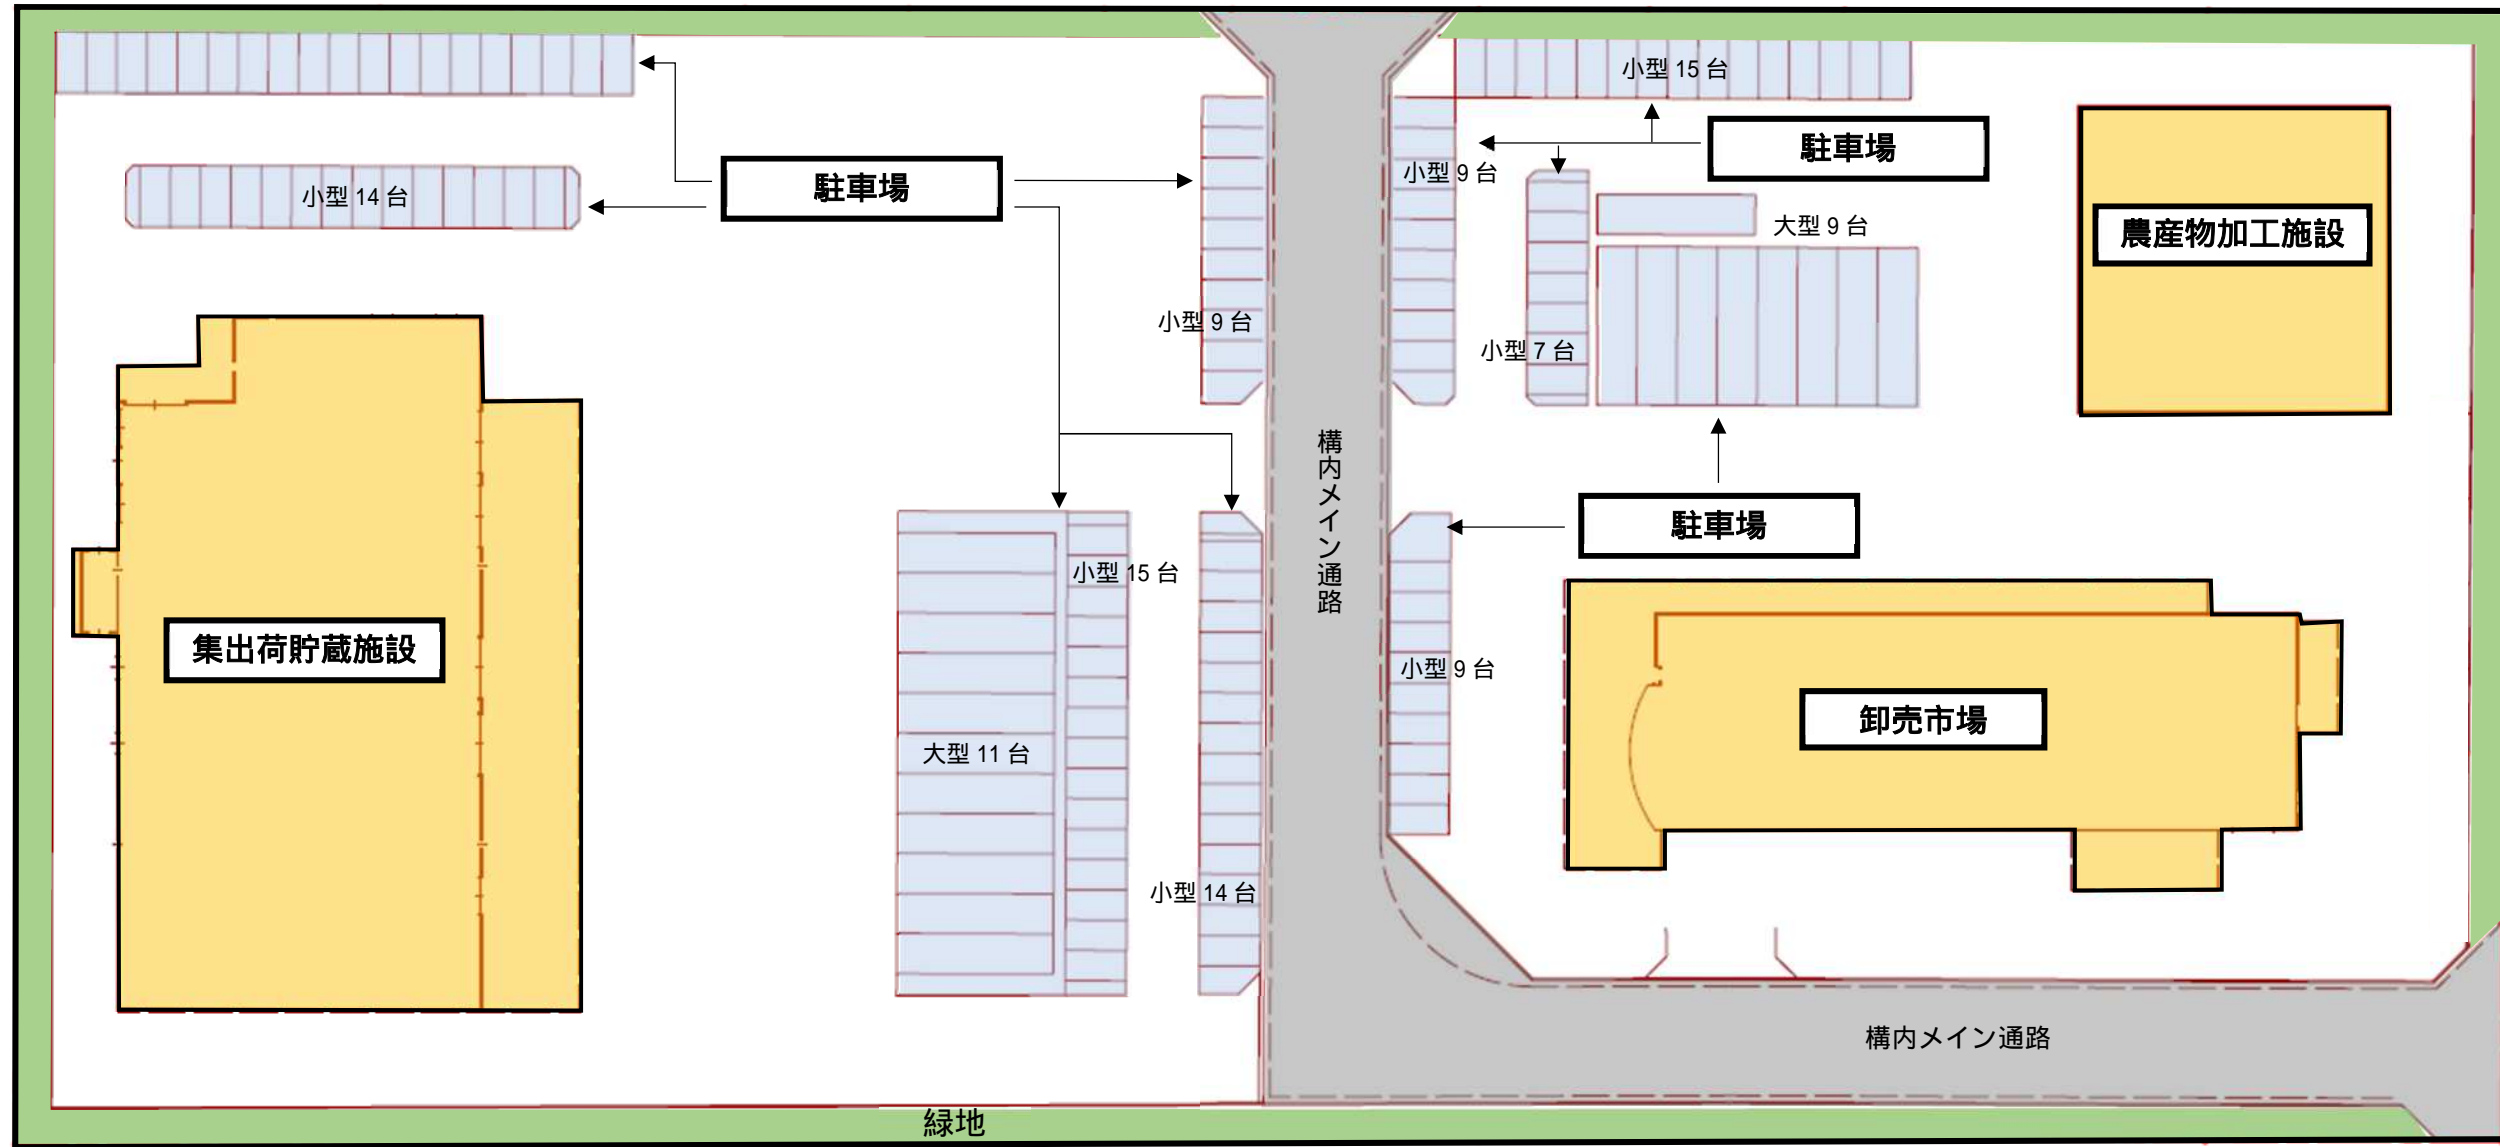 小型 15 台
駐車場
駐車場
小型 9 台
小型 14 台
大型 9 台
農産物加工施設
小型 9 台
小型 7 台
構内メイン通路
駐車場
小型 15 台
集出荷貯蔵施設
小型 9 台
卸売市場
大型 11 台
小型 14 台
構内メイン通路
緑地